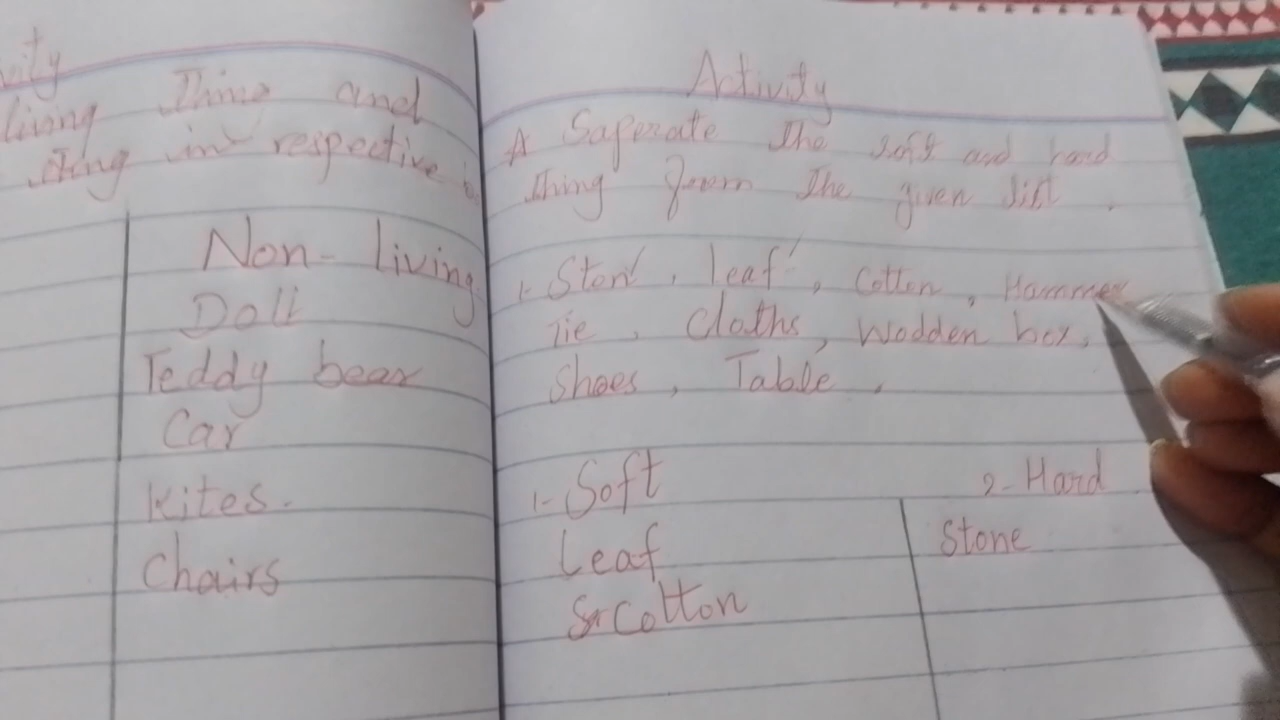 vity
living Thing and
thing in respective
Non-living
Doll
Teddy bear
Car
Kites.
Chairs
Activity
A Saperate The soft and hard
Thing from The given list.
1- Ston, leaf, Cotton, Hammer
Tie, Cloths, Wodden box,
Shoes, Table,
1- Soft
2- Hard
Leaf
Stone
Cotton